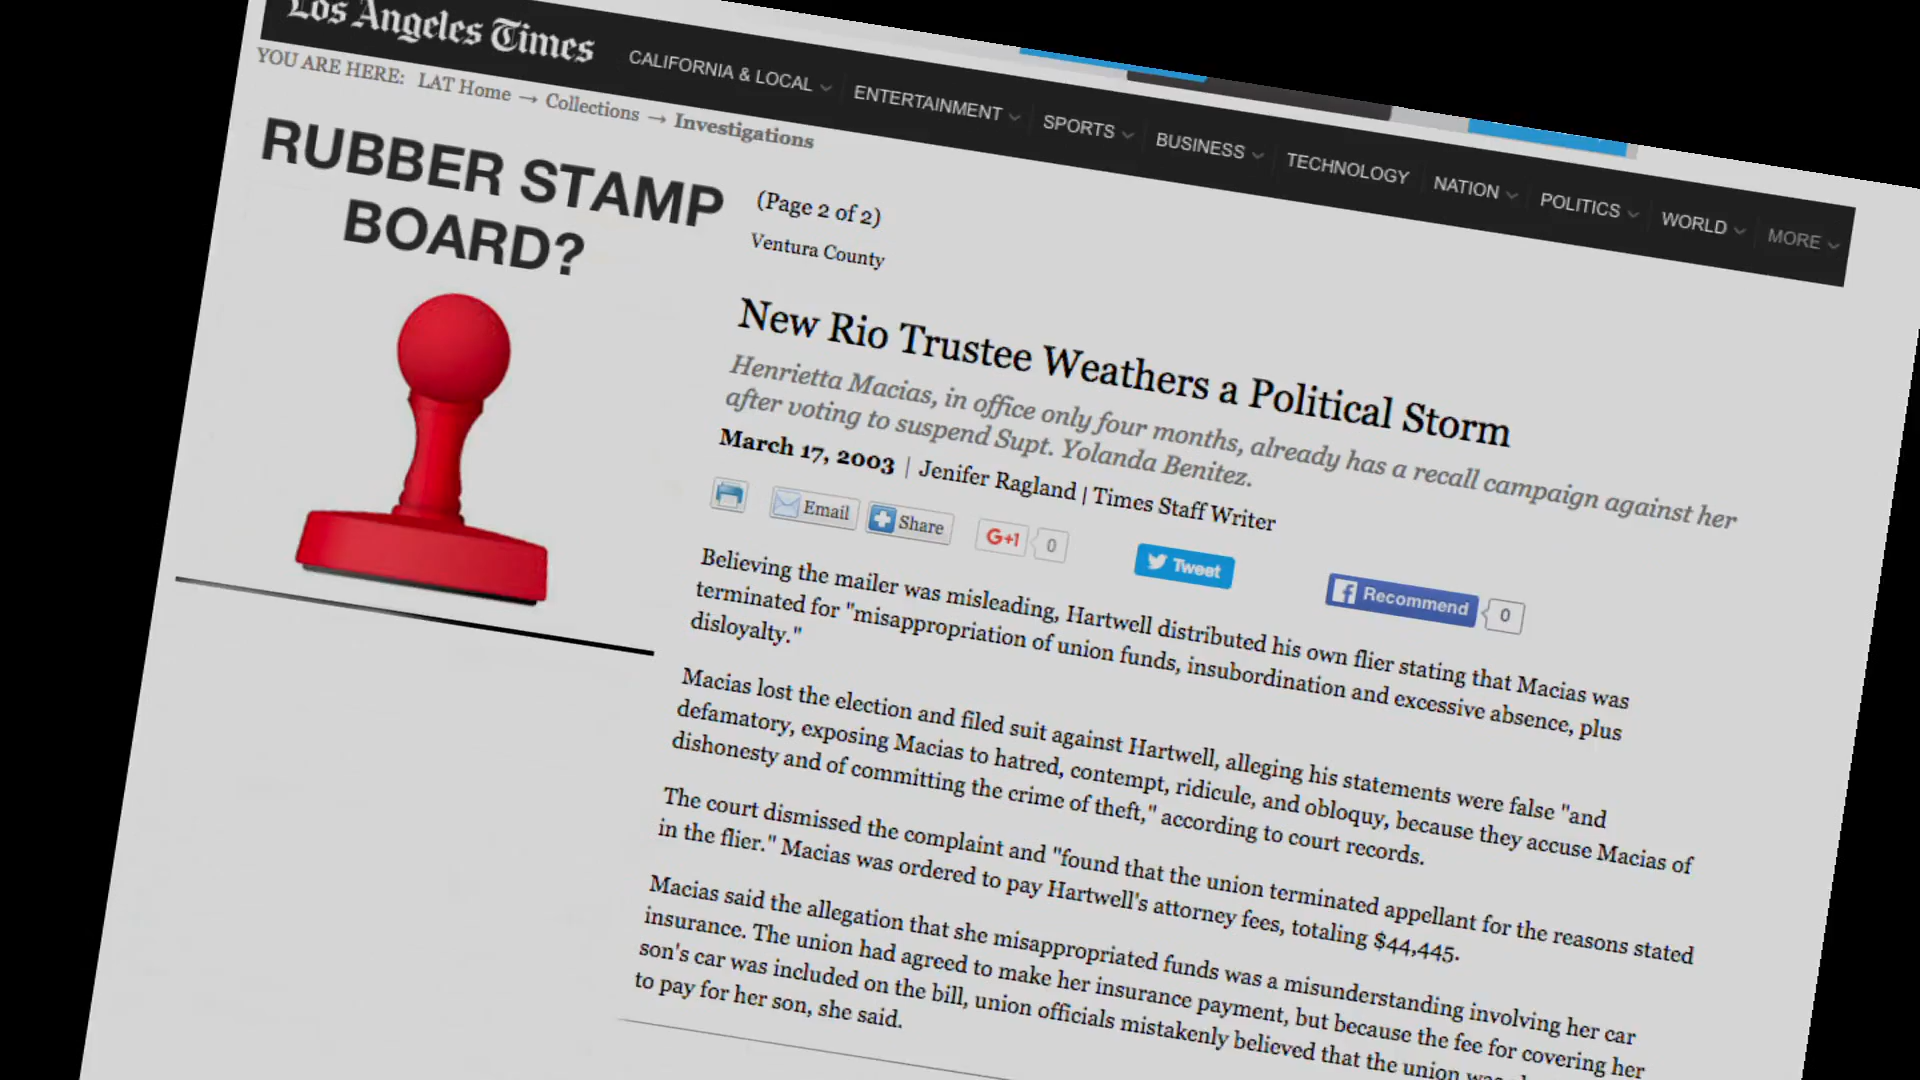 Los Angeles Times
CALIFORNIA & LOCAL
ENTERTAINMENT
SPORTS
BUSINESS
TECHNOLOGY
NATION
POLITICS
WORLD
MORE
YOU ARE HERE: LAT Home → Collections → Investigations
RUBBER STAMP
BOARD?
(Page 2 of 2)
Ventura County
New Rio Trustee Weathers a Political Storm
Henrietta Macias, in office only four months, already has a recall campaign against her
after voting to suspend Supt. Yolanda Benitez.
March 17, 2003 | Jenifer Ragland | Times Staff Writer
Email
Share
G+1 0
Tweet
Recommend 0
Believing the mailer was misleading, Hartwell distributed his own flier stating that Macias was
terminated for "misappropriation of union funds, insubordination and excessive absence, plus
disloyalty."
Macias lost the election and filed suit against Hartwell, alleging his statements were false "and
defamatory, exposing Macias to hatred, contempt, ridicule, and obloquy, because they accuse Macias of
dishonesty and of committing the crime of theft," according to court records.
The court dismissed the complaint and "found that the union terminated appellant for the reasons stated
in the flier." Macias was ordered to pay Hartwell's attorney fees, totaling $44,445.
Macias said the allegation that she misappropriated funds was a misunderstanding involving her car
insurance. The union had agreed to make her insurance payment, but because the fee for covering her
son's car was included on the bill, union officials mistakenly believed that the union was
to pay for her son, she said.